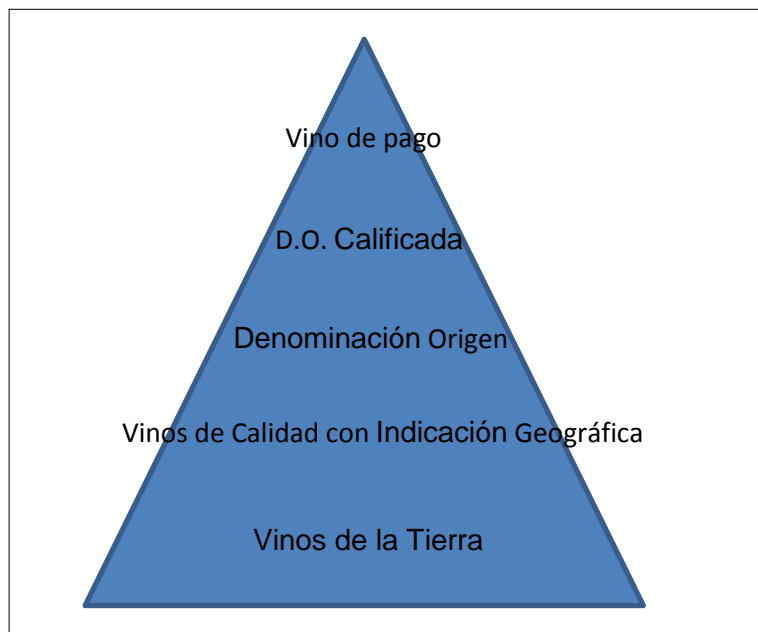 Vino de pago
D.O. Calificada
Denominación Origen
Vinos de Calidad con Indicación Geográfica
Vinos de la Tierra